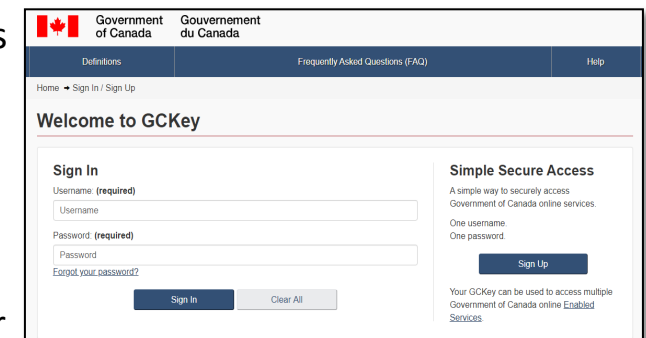 Government Gouvernement
of Canada du Canada
Definitions Frequently Asked Questions (FAQ) Help
Home → Sign In / Sign Up
Welcome to GCKey
Sign In
Username: (required)
Username
Password: (required)
Password
Forgot your password?
Sign In Clear All
Simple Secure Access
A simple way to securely access
Government of Canada online services.
One username.
One password.
Sign Up
Your GCKey can be used to access multiple
Government of Canada online Enabled
Services.